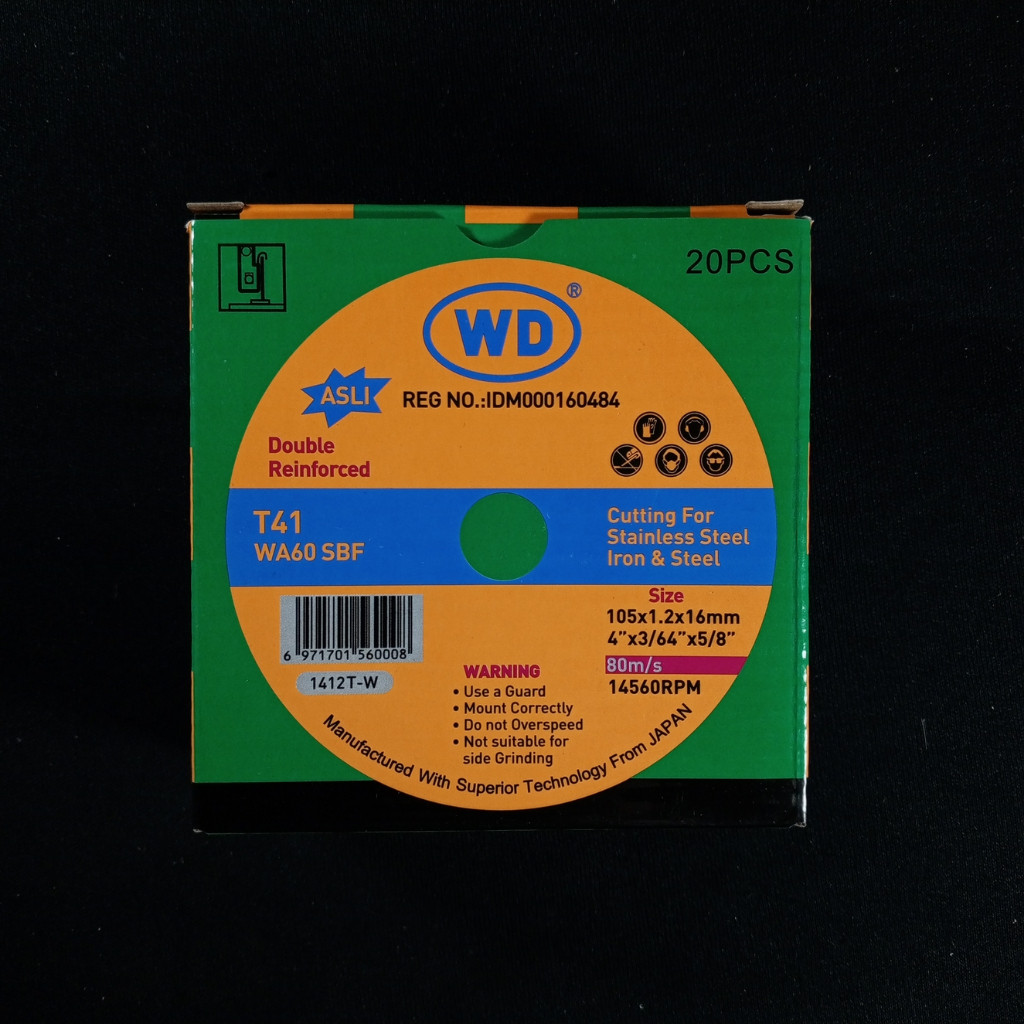 20PCS
WD®
ASLI
REG NO.:IDM000160484
Double
Reinforced
T41
WA60 SBF
Cutting For
Stainless Steel
Iron & Steel
Size
105x1.2x16mm
4”x3/64”x5/8”
80m/s
14560RPM
6 971701 560008
1412T-W
WARNING
• Use a Guard
• Mount Correctly
• Do not Overspeed
• Not suitable for
side Grinding
Manufactured With Superior Technology From JAPAN